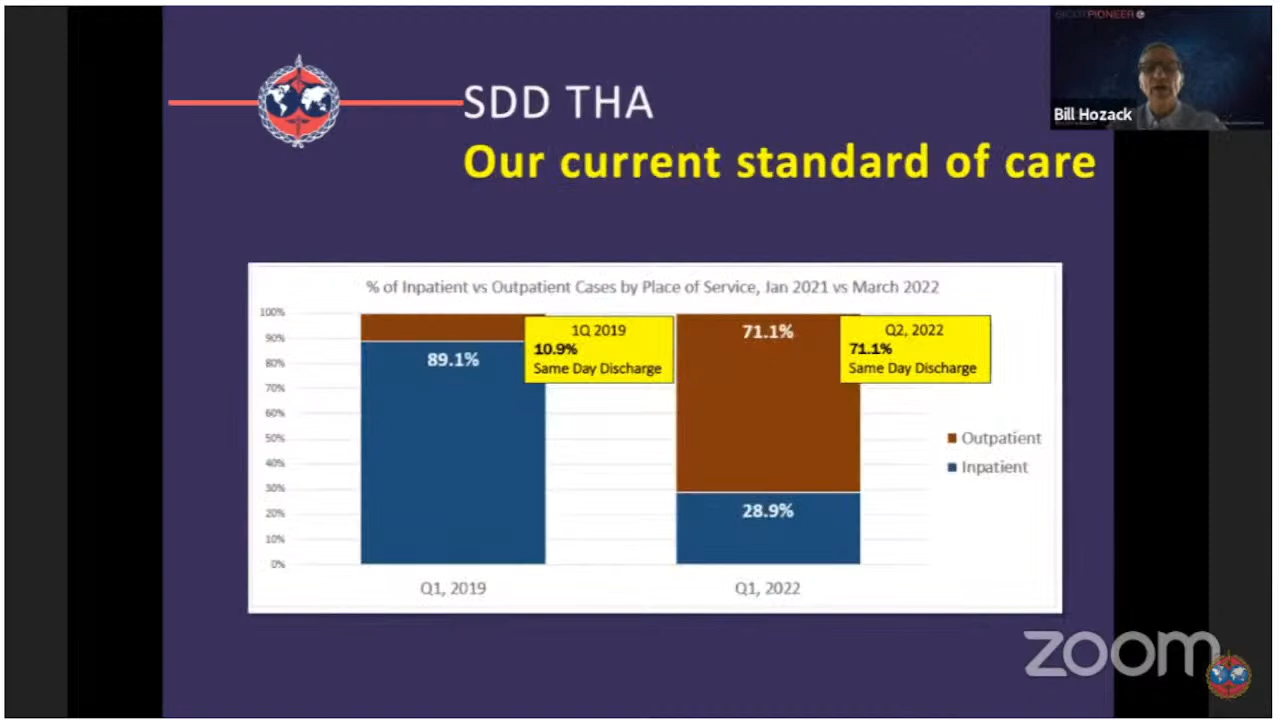 SDD THA
Our current standard of care
Bill Hozack
% of Inpatient vs Outpatient Cases by Place of Service, Jan 2021 vs March 2022
100%
90%
80%
70%
60%
50%
40%
30%
20%
10%
0%
89.1%
1Q 2019
10.9%
Same Day Discharge
71.1%
28.9%
Q2, 2022
71.1%
Same Day Discharge
Outpatient
Inpatient
Q1, 2019
Q1, 2022
zoom